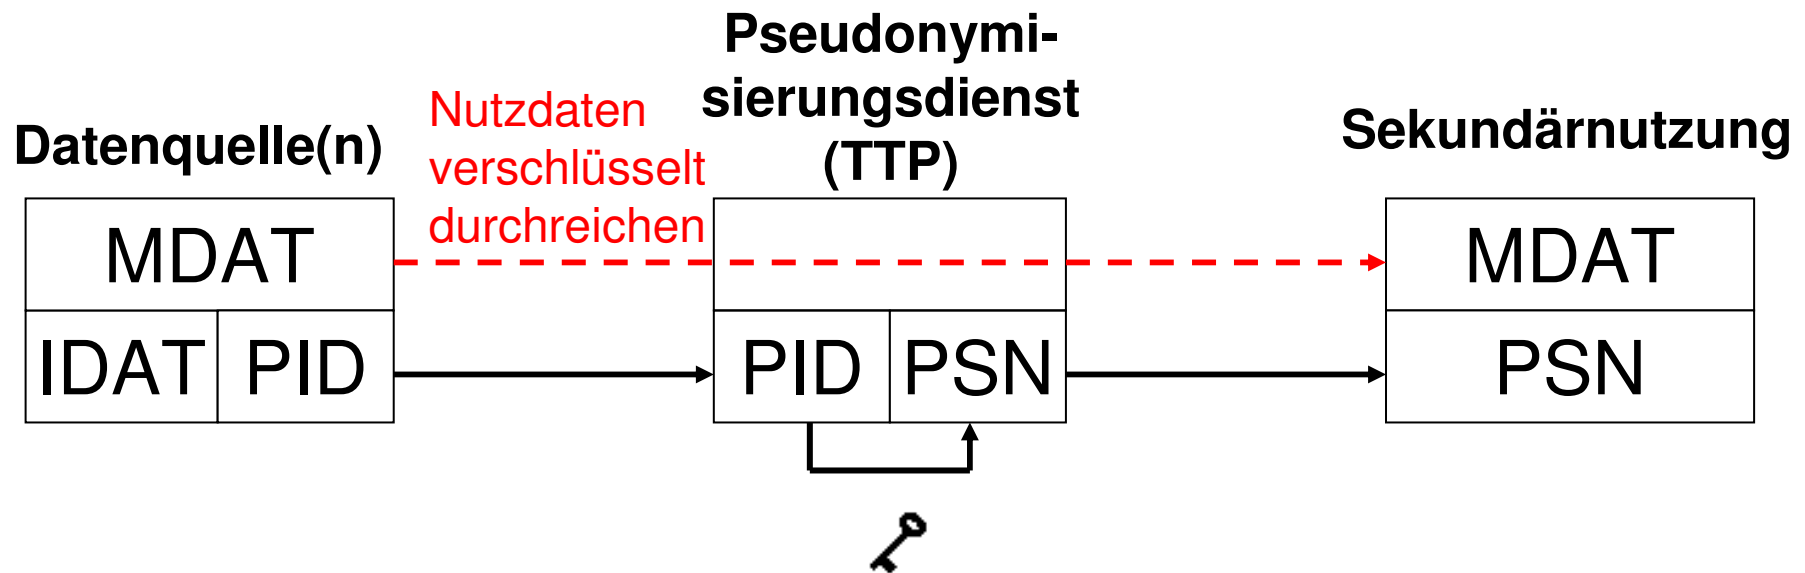 Datenquelle(n)
Nutzdaten
verschlüsselt
durchreichen
Pseudonymi-
sierungsdienst
(TTP)
Sekundärnutzung
MDAT
IDAT PID
PID PSN
MDAT
PSN